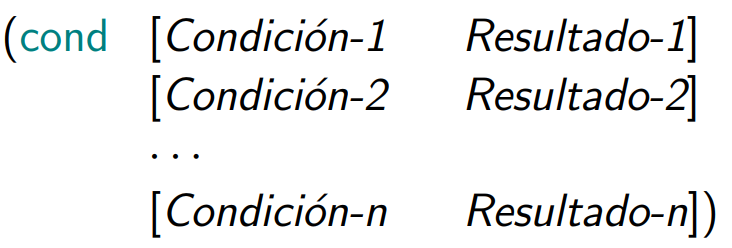 (cond [Condición-1 Resultado-1]
[Condición-2 Resultado-2]
...
[Condición-n Resultado-n])